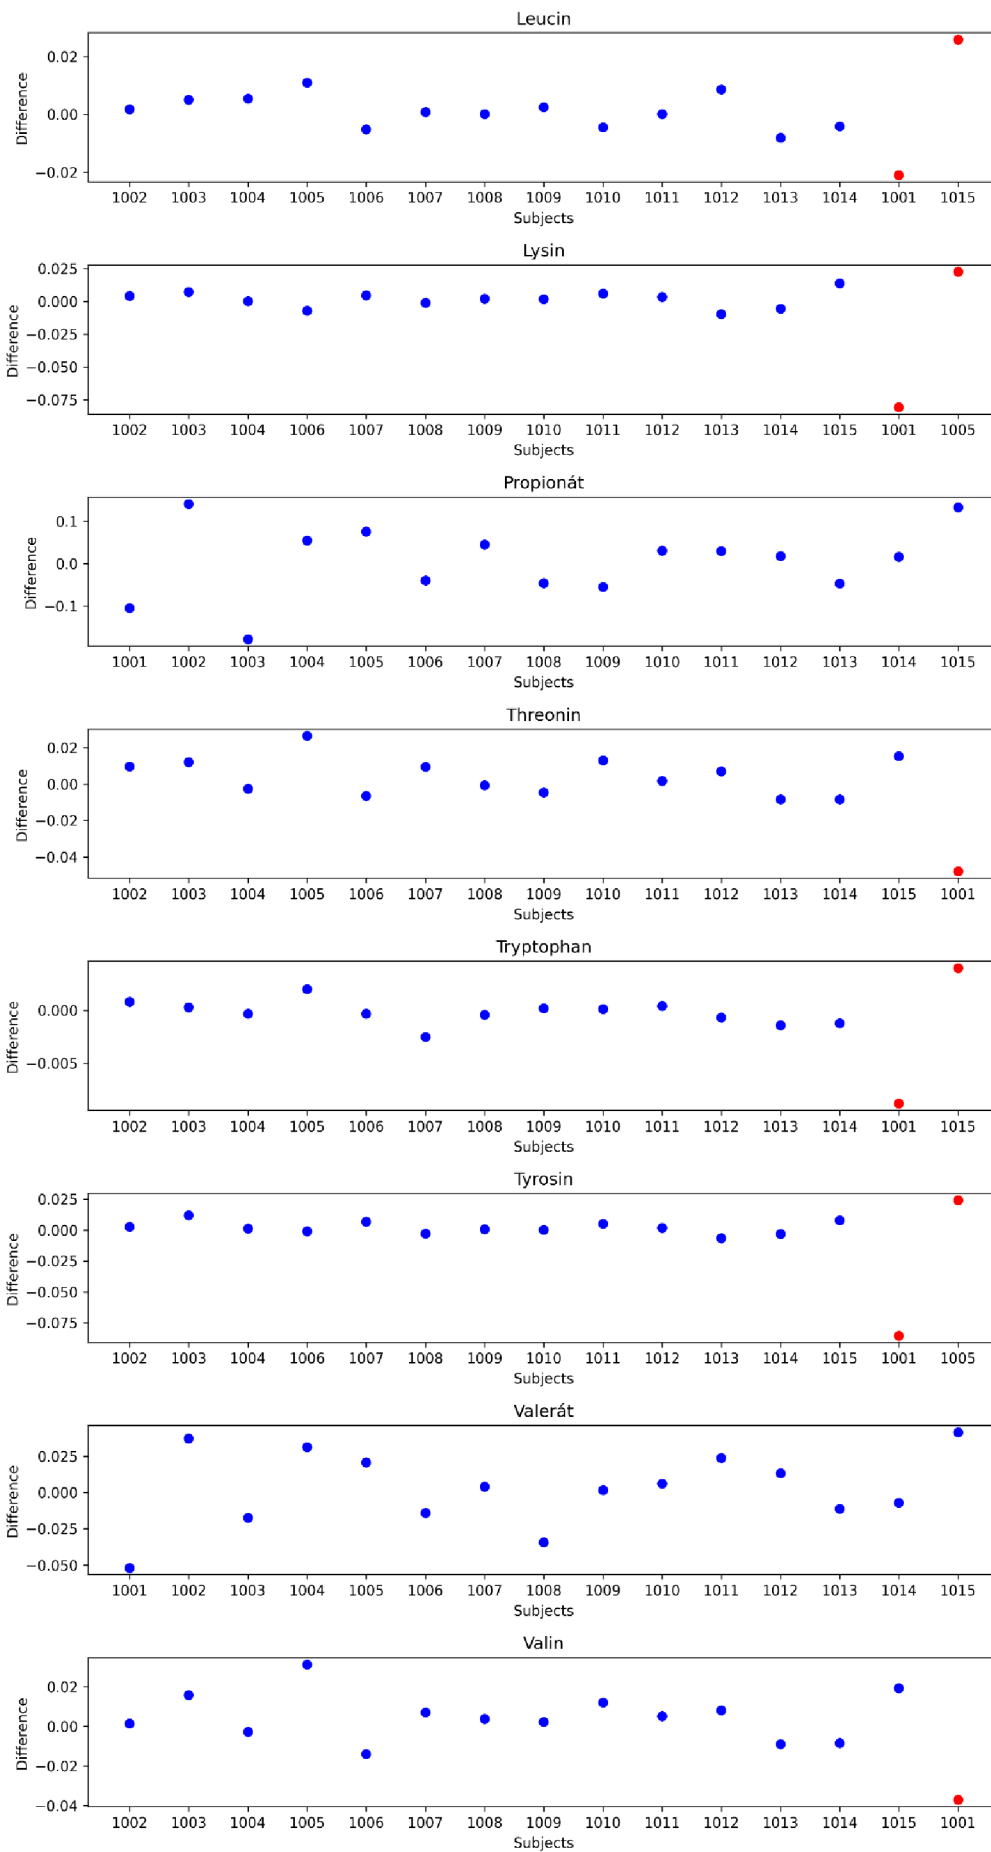 Leucin
Difference
0.02
0.00
−0.02
1002 1003 1004 1005 1006 1007 1008 1009 1010 1011 1012 1013 1014 1001 1015
Subjects
Lysin
Difference
0.025
0.000
−0.025
−0.050
−0.075
1002 1003 1004 1006 1007 1008 1009 1010 1011 1012 1013 1014 1015 1001 1005
Subjects
Propionát
Difference
0.1
0.0
−0.1
1001 1002 1003 1004 1005 1006 1007 1008 1009 1010 1011 1012 1013 1014 1015
Subjects
Threonin
Difference
0.02
0.00
−0.02
−0.04
1002 1003 1004 1005 1006 1007 1008 1009 1010 1011 1012 1013 1014 1015 1001
Subjects
Tryptophan
Difference
0.000
−0.005
1002 1003 1004 1005 1006 1007 1008 1009 1010 1011 1012 1013 1014 1001 1015
Subjects
Tyrosin
Difference
0.025
0.000
−0.025
−0.050
−0.075
1002 1003 1004 1006 1007 1008 1009 1010 1011 1012 1013 1014 1015 1001 1005
Subjects
Valerát
Difference
0.025
0.000
−0.025
−0.050
1001 1002 1003 1004 1005 1006 1007 1008 1009 1010 1011 1012 1013 1014 1015
Subjects
Valin
Difference
0.02
0.00
−0.02
−0.04
1002 1003 1004 1005 1006 1007 1008 1009 1010 1011 1012 1013 1014 1015 1001
Subjects